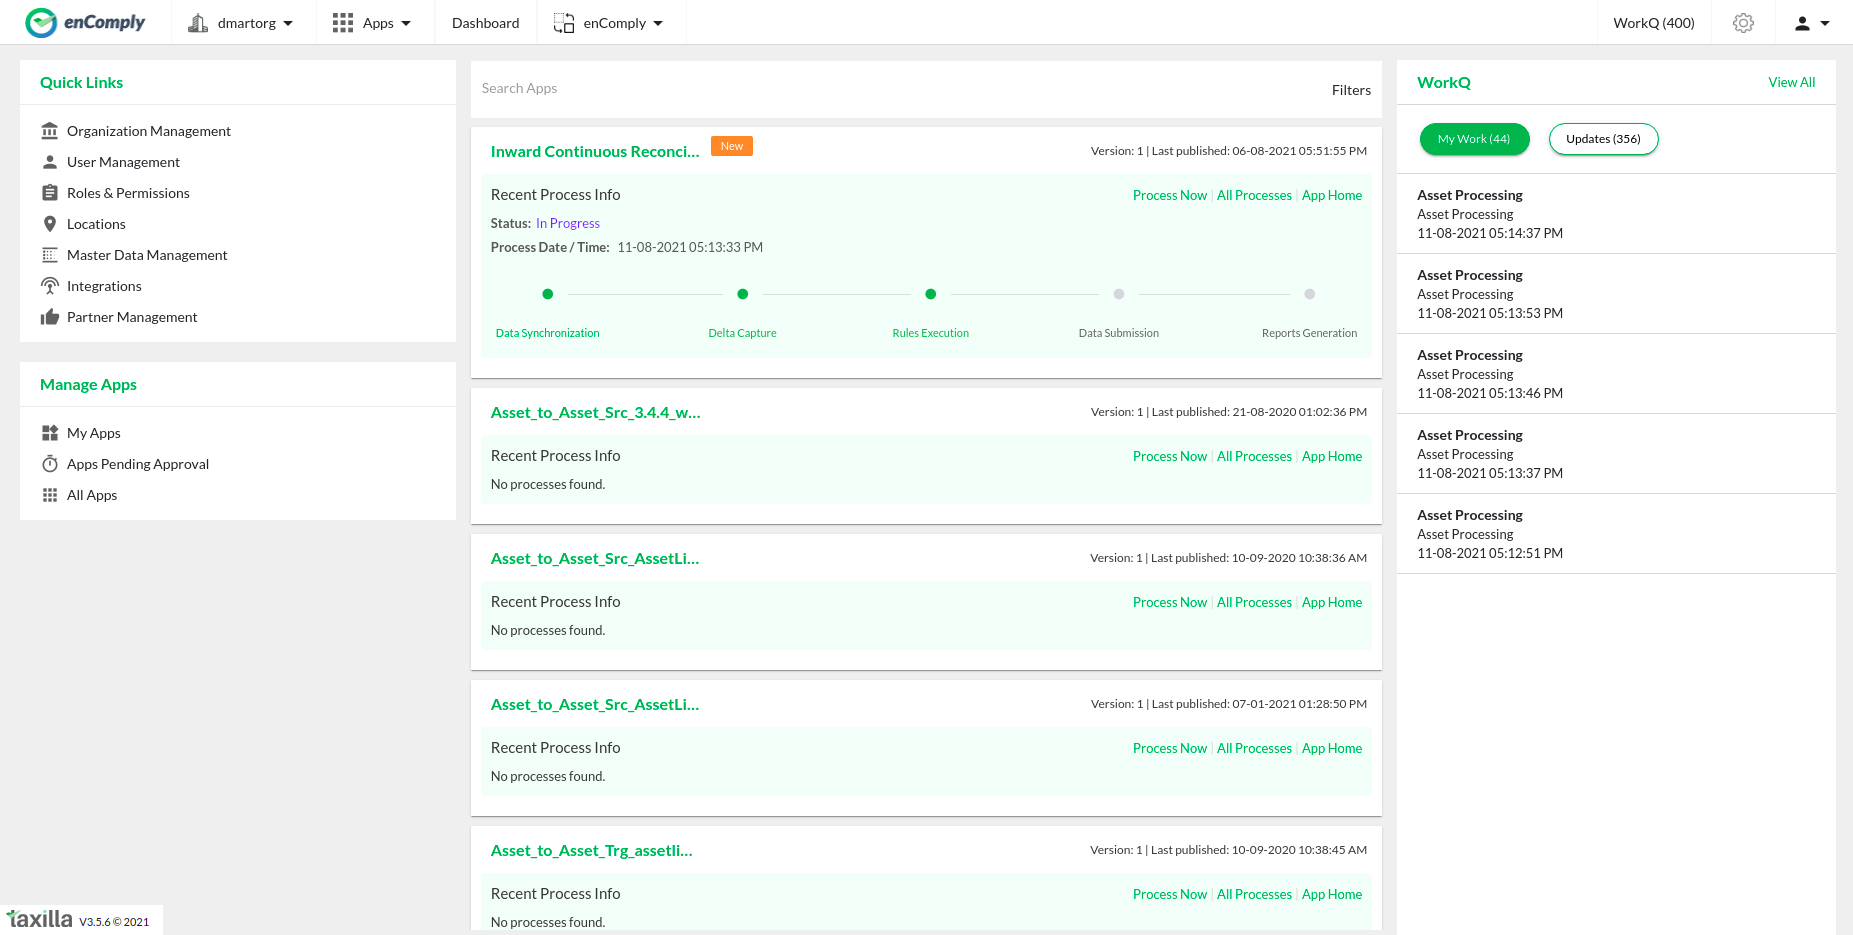 enComply
dmartorg
Apps
Dashboard
enComply
WorkQ (400)
Quick Links
Organization Management
User Management
Roles & Permissions
Locations
Master Data Management
Integrations
Partner Management
Manage Apps
My Apps
Apps Pending Approval
All Apps
Search Apps
Filters
Inward Continuous Reconci...
New
Version: 1 | Last published: 06-08-2021 05:51:55 PM
Recent Process Info
Process Now | All Processes | App Home
Status: In Progress
Process Date / Time: 11-08-2021 05:13:33 PM
Data Synchronization
Delta Capture
Rules Execution
Data Submission
Reports Generation
Asset_to_Asset_Src_3.4.4_w...
Version: 1 | Last published: 21-08-2020 01:02:36 PM
Recent Process Info
Process Now | All Processes | App Home
No processes found.
Asset_to_Asset_Src_AssetLi...
Version: 1 | Last published: 10-09-2020 10:38:36 AM
Recent Process Info
Process Now | All Processes | App Home
No processes found.
Asset_to_Asset_Src_AssetLi...
Version: 1 | Last published: 07-01-2021 01:28:50 PM
Recent Process Info
Process Now | All Processes | App Home
No processes found.
Asset_to_Asset_Trg_assetli...
Version: 1 | Last published: 10-09-2020 10:38:45 AM
Recent Process Info
Process Now | All Processes | App Home
No processes found.
WorkQ
View All
My Work (44)
Updates (356)
Asset Processing
Asset Processing
11-08-2021 05:14:37 PM
Asset Processing
Asset Processing
11-08-2021 05:13:53 PM
Asset Processing
Asset Processing
11-08-2021 05:13:46 PM
Asset Processing
Asset Processing
11-08-2021 05:13:37 PM
Asset Processing
Asset Processing
11-08-2021 05:12:51 PM
taxilla V3.5.6 © 2021